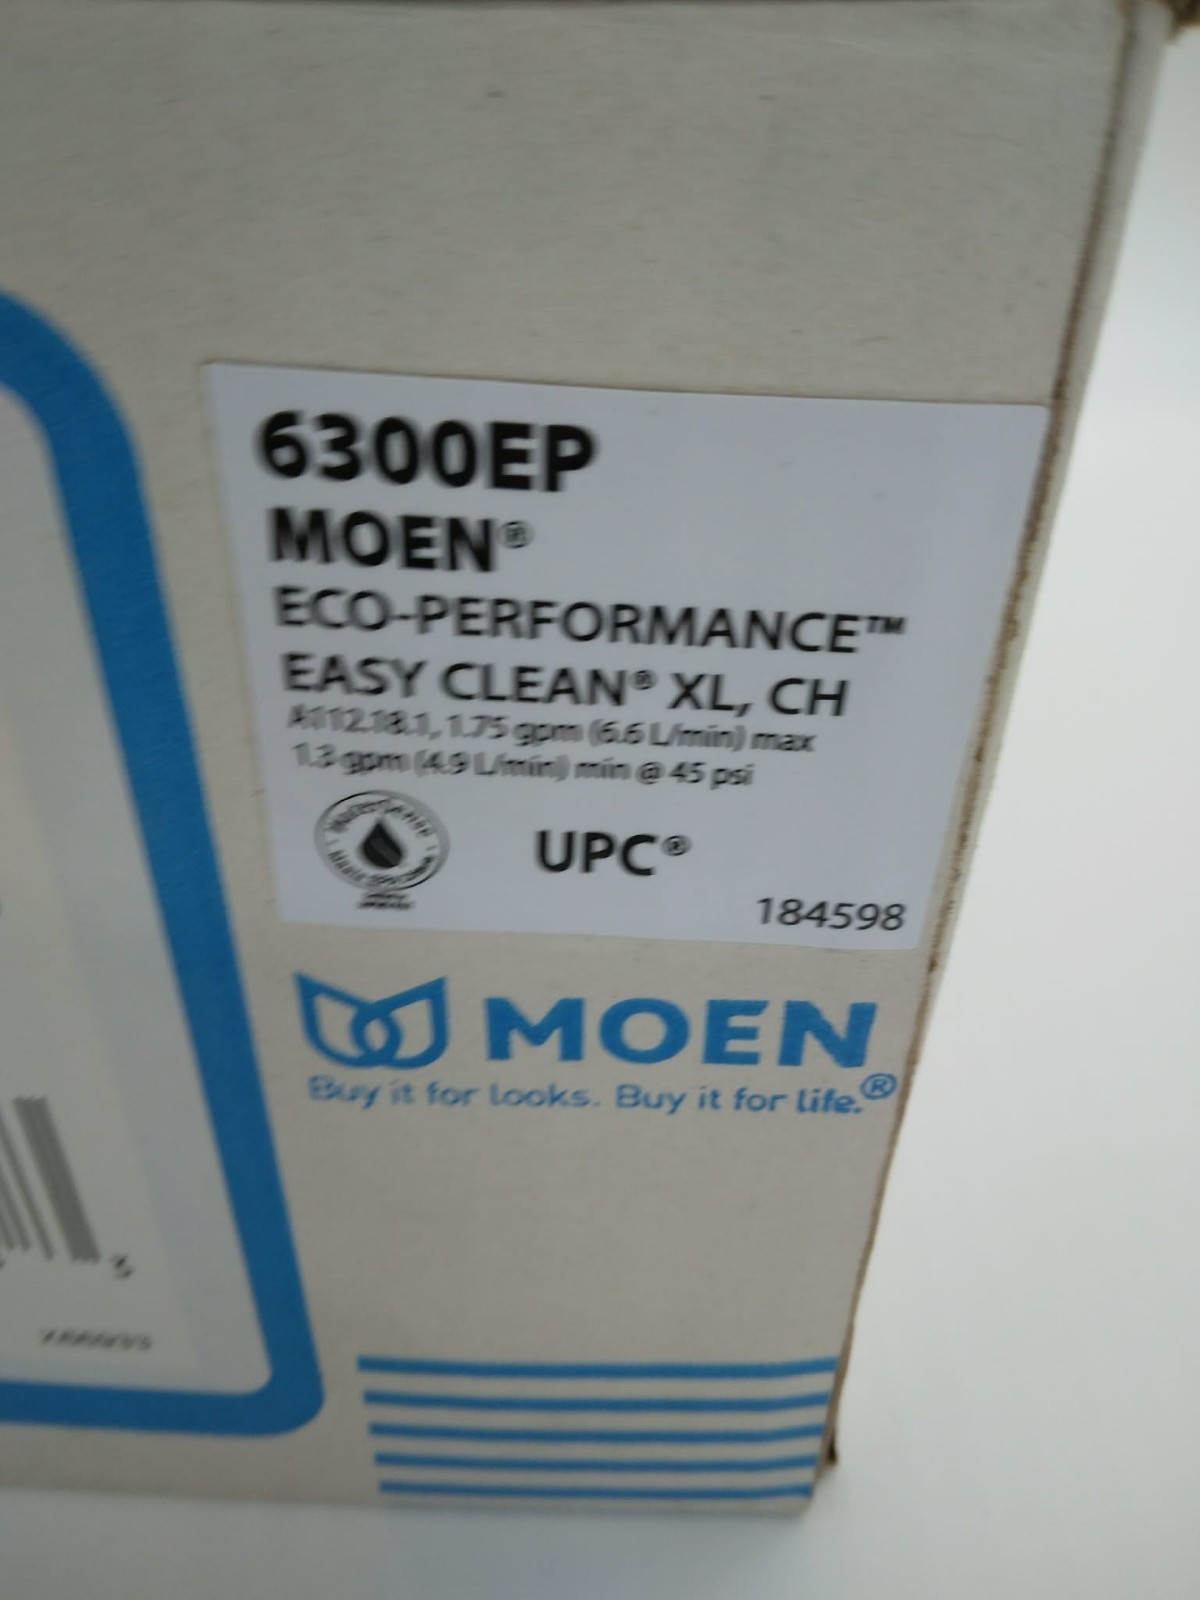 6300EP
MOEN®
ECO-PERFORMANCE™
EASY CLEAN® XL, CH
A112.18.1, 1.75 gpm (6.6 L/min) max
1.3 gpm (4.9 L/min) min @ 45 psi
WaterSense
UPC®
184598
MOEN
Buy it for looks. Buy it for life.®
3